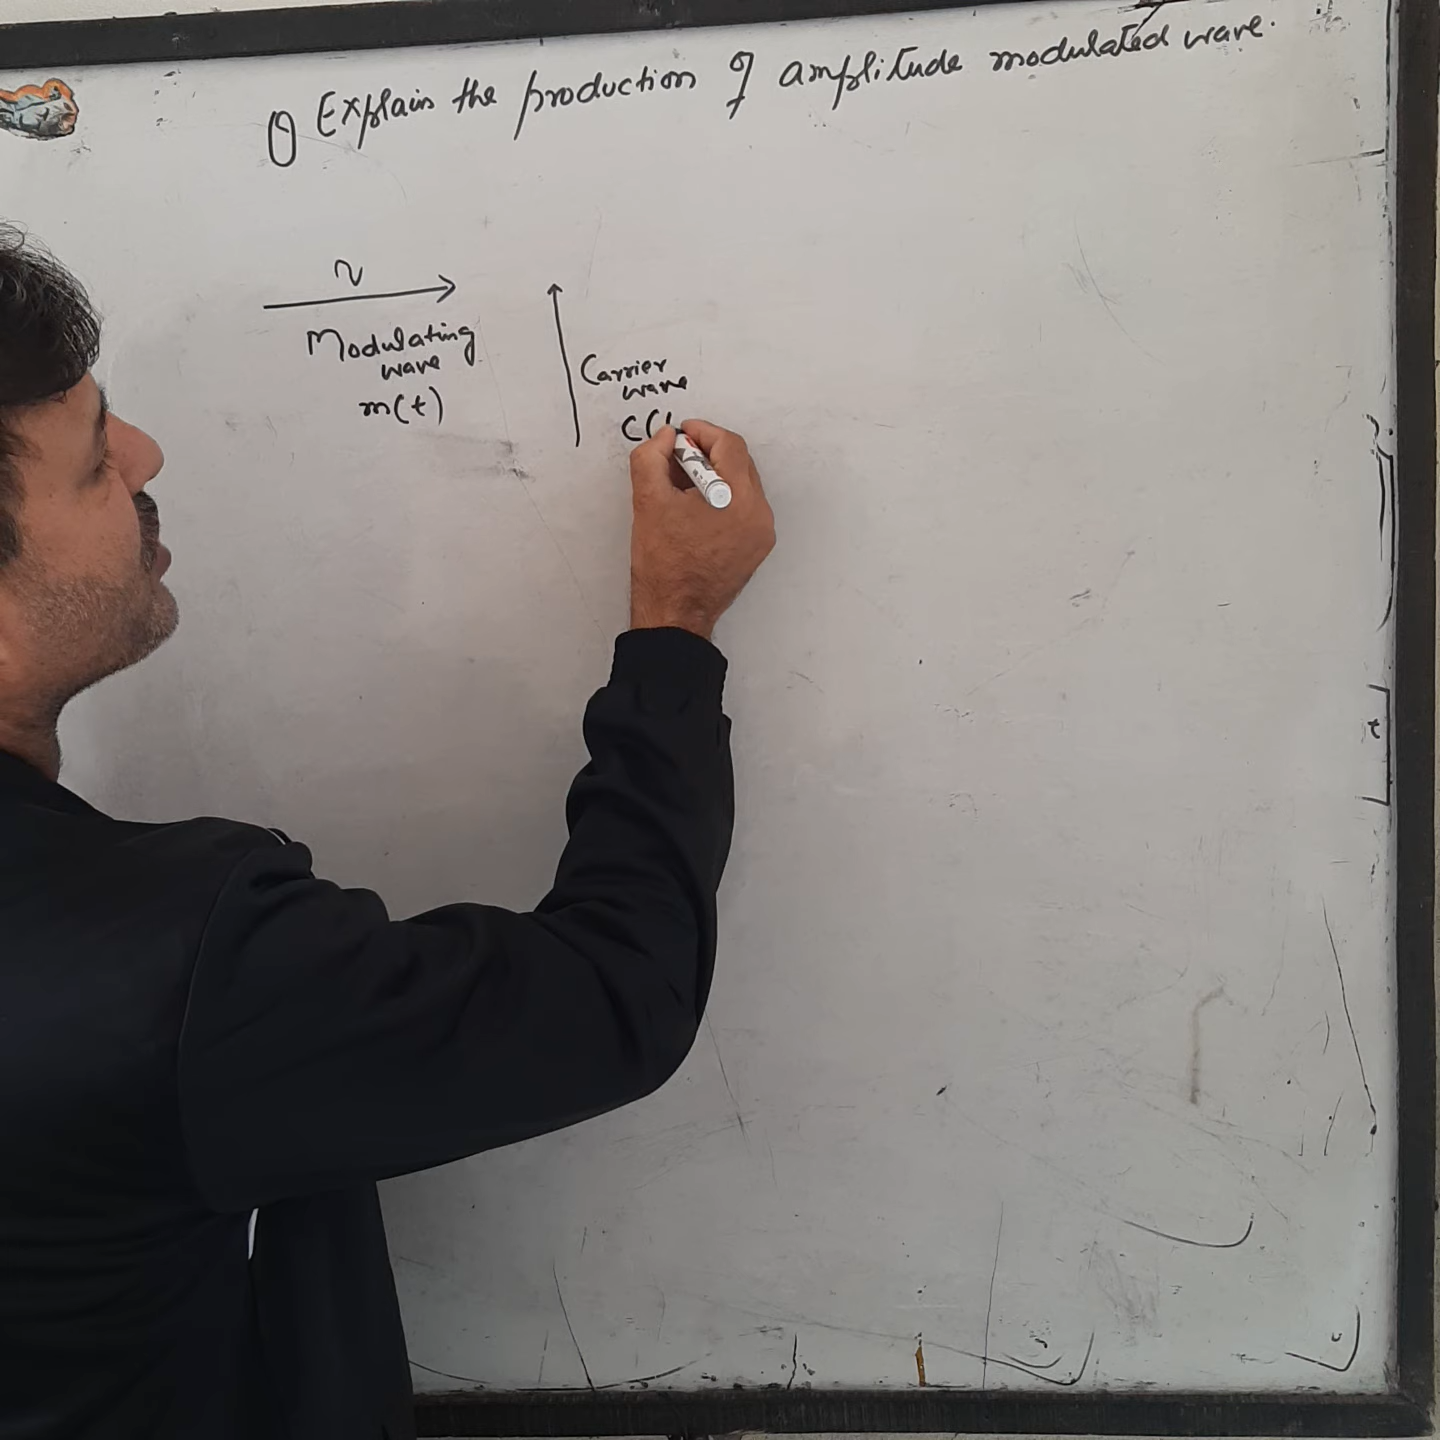 Q Explain the production of amplitude modulated wave.
Modulating
wave
m(t)
Carrier
wave
c(t
t